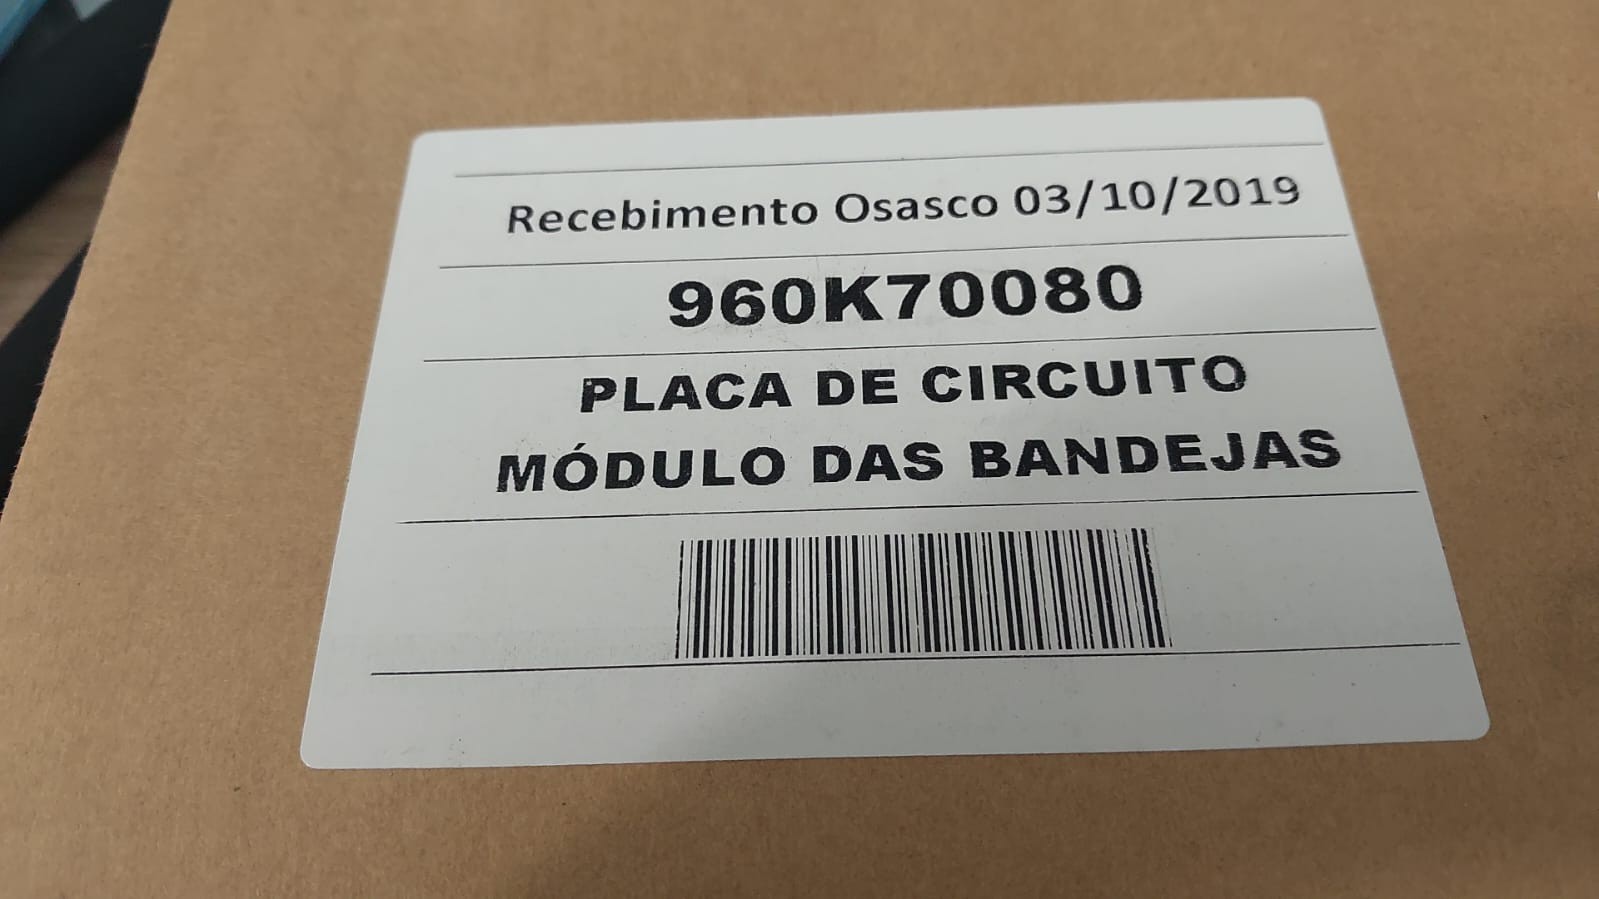 Recebimento Osasco 03/10/2019
960K70080
PLACA DE CIRCUITO
MÓDULO DAS BANDEJAS